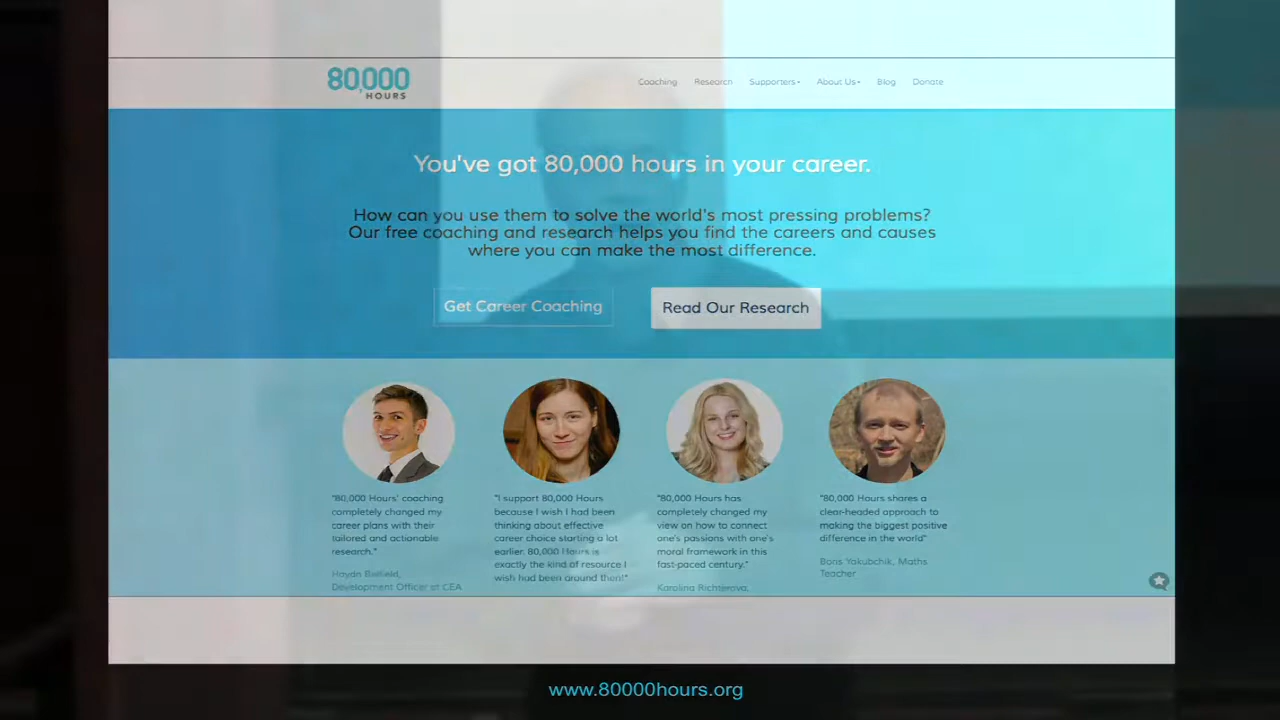 80,000
HOURS
Coaching Research Supporters About Us Blog Donate
You've got 80,000 hours in your career.
How can you use them to solve the world's most pressing problems?
Our free coaching and research helps you find the careers and causes
where you can make the most difference.
Get Career Coaching
Read Our Research
"80,000 Hours' coaching
completely changed my
career plans with their
tailored and actionable
research."
Haydn Belfield,
Development Officer at CEA
"I support 80,000 Hours
because I wish I had been
thinking about effective
career choice starting a lot
earlier. 80,000 Hours is
exactly the kind of resource I
wish had been around then!"
"80,000 Hours has
completely changed my
view on how to connect
one's passions with one's
moral framework in this
fast-paced century."
Karolina Richterova,
"80,000 Hours shares a
clear-headed approach to
making the biggest positive
difference in the world"
Boris Yakubchik, Maths
Teacher
www.80000hours.org